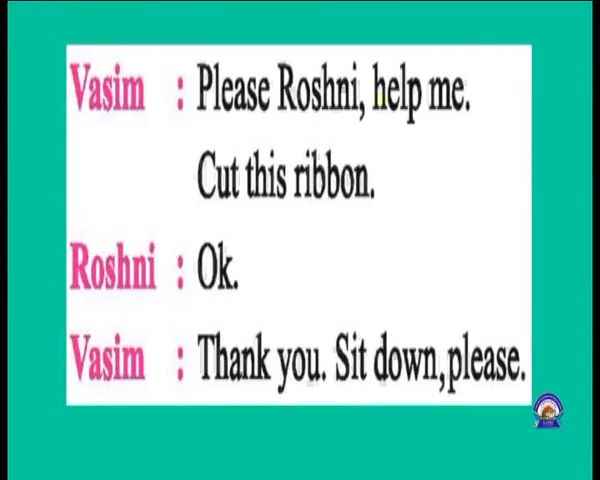 Vasim : Please Roshni, help me.
Cut this ribbon.
Roshni : Ok.
Vasim : Thank you. Sit down, please.